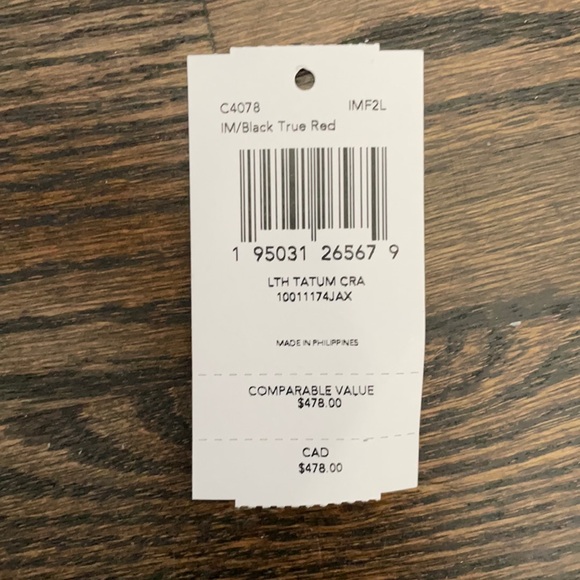 C4078 IMF2L
IM/Black True Red
1 95031 26567 9
LTH TATUM CRA
10011174JAX
MADE IN PHILIPPINES
COMPARABLE VALUE
$478.00
CAD
$478.00